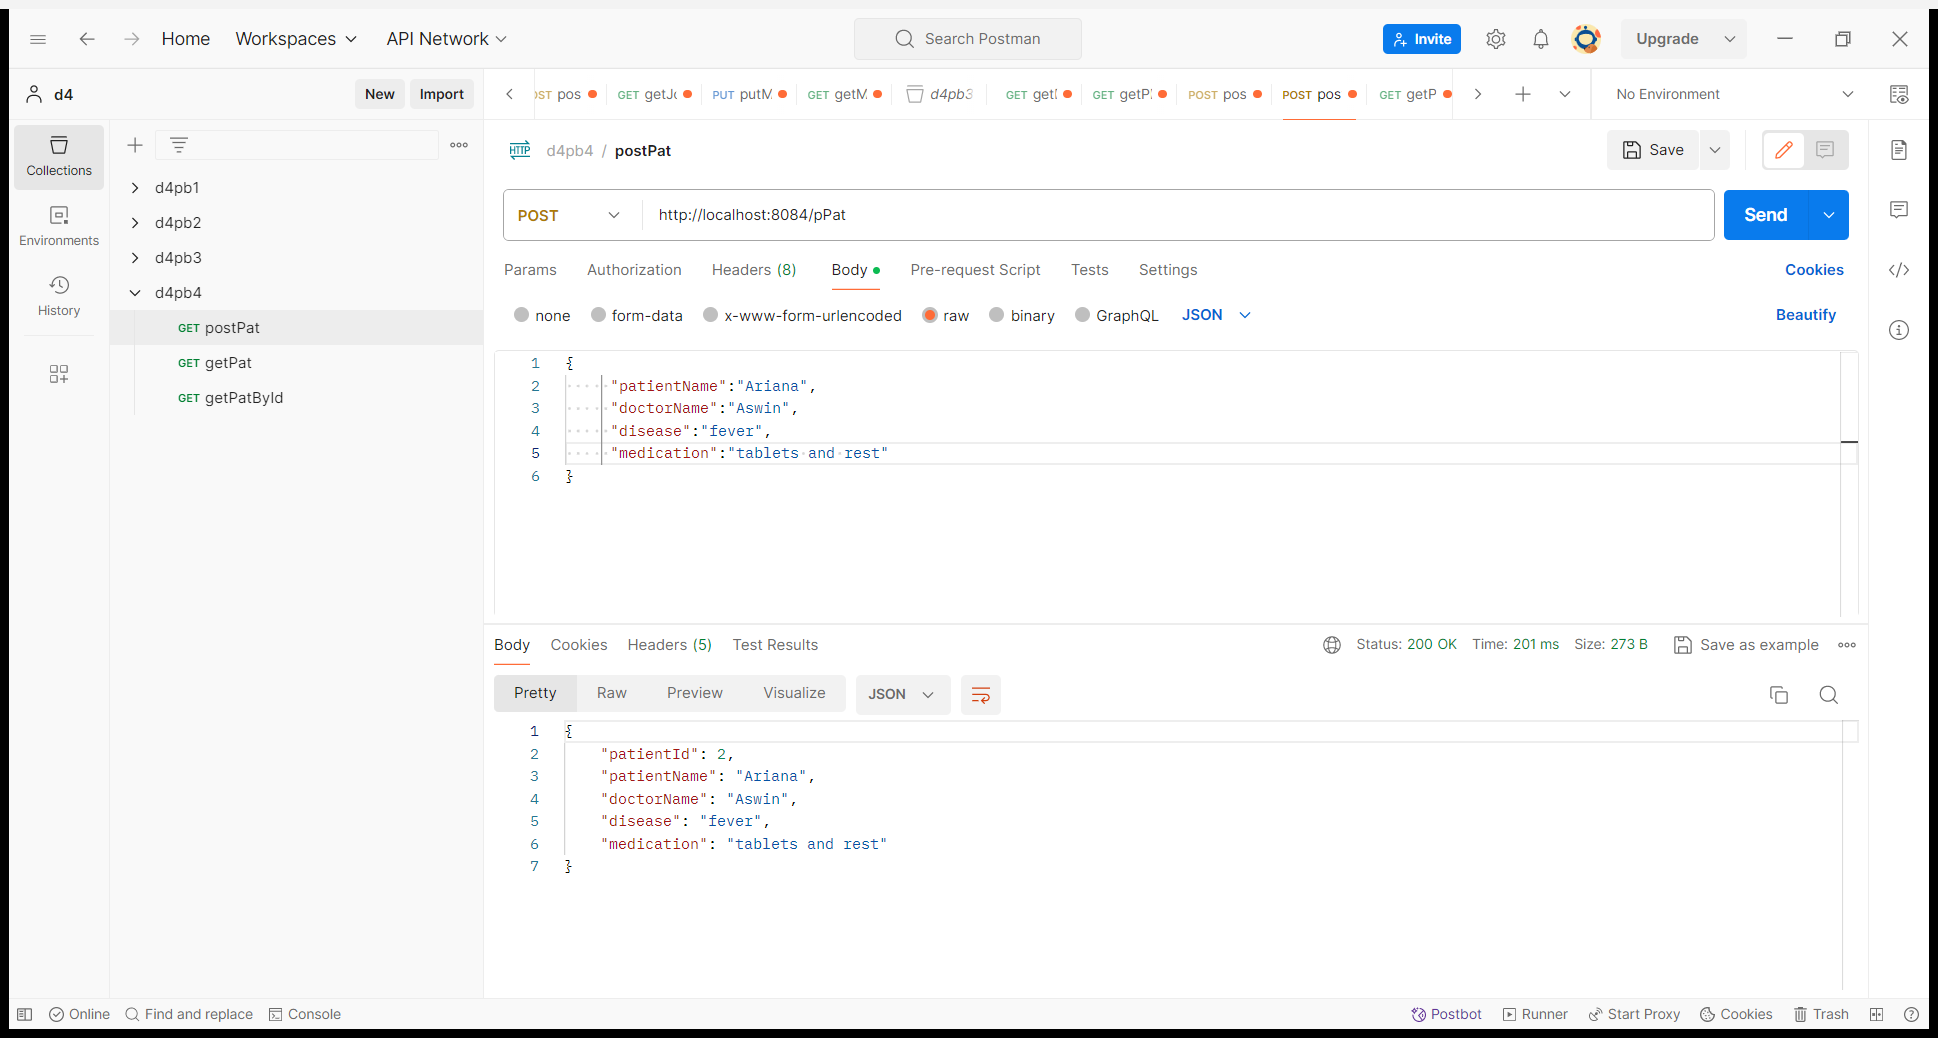 Home Workspaces API Network Search Postman Invite Upgrade
d4 New Import
POST pos GET getJ PUT putM GET getM d4pb3 GET get GET getP POST pos POST pos GET getP No Environment
Collections
Environments
History
d4pb1
d4pb2
d4pb3
d4pb4
GET postPat
GET getPat
GET getPatById
HTTP d4pb4 / postPat Save
POST http://localhost:8084/pPat Send
Params Authorization Headers (8) Body Pre-request Script Tests Settings Cookies
none form-data x-www-form-urlencoded raw binary GraphQL JSON Beautify
1 {
2 "patientName":"Ariana",
3 "doctorName":"Aswin",
4 "disease":"fever",
5 "medication":"tablets and rest"
6 }
Body Cookies Headers (5) Test Results Status: 200 OK Time: 201 ms Size: 273 B Save as example
Pretty Raw Preview Visualize JSON
1 {
2 "patientId": 2,
3 "patientName": "Ariana",
4 "doctorName": "Aswin",
5 "disease": "fever",
6 "medication": "tablets and rest"
7 }
Online Find and replace Console Postbot Runner Start Proxy Cookies Trash